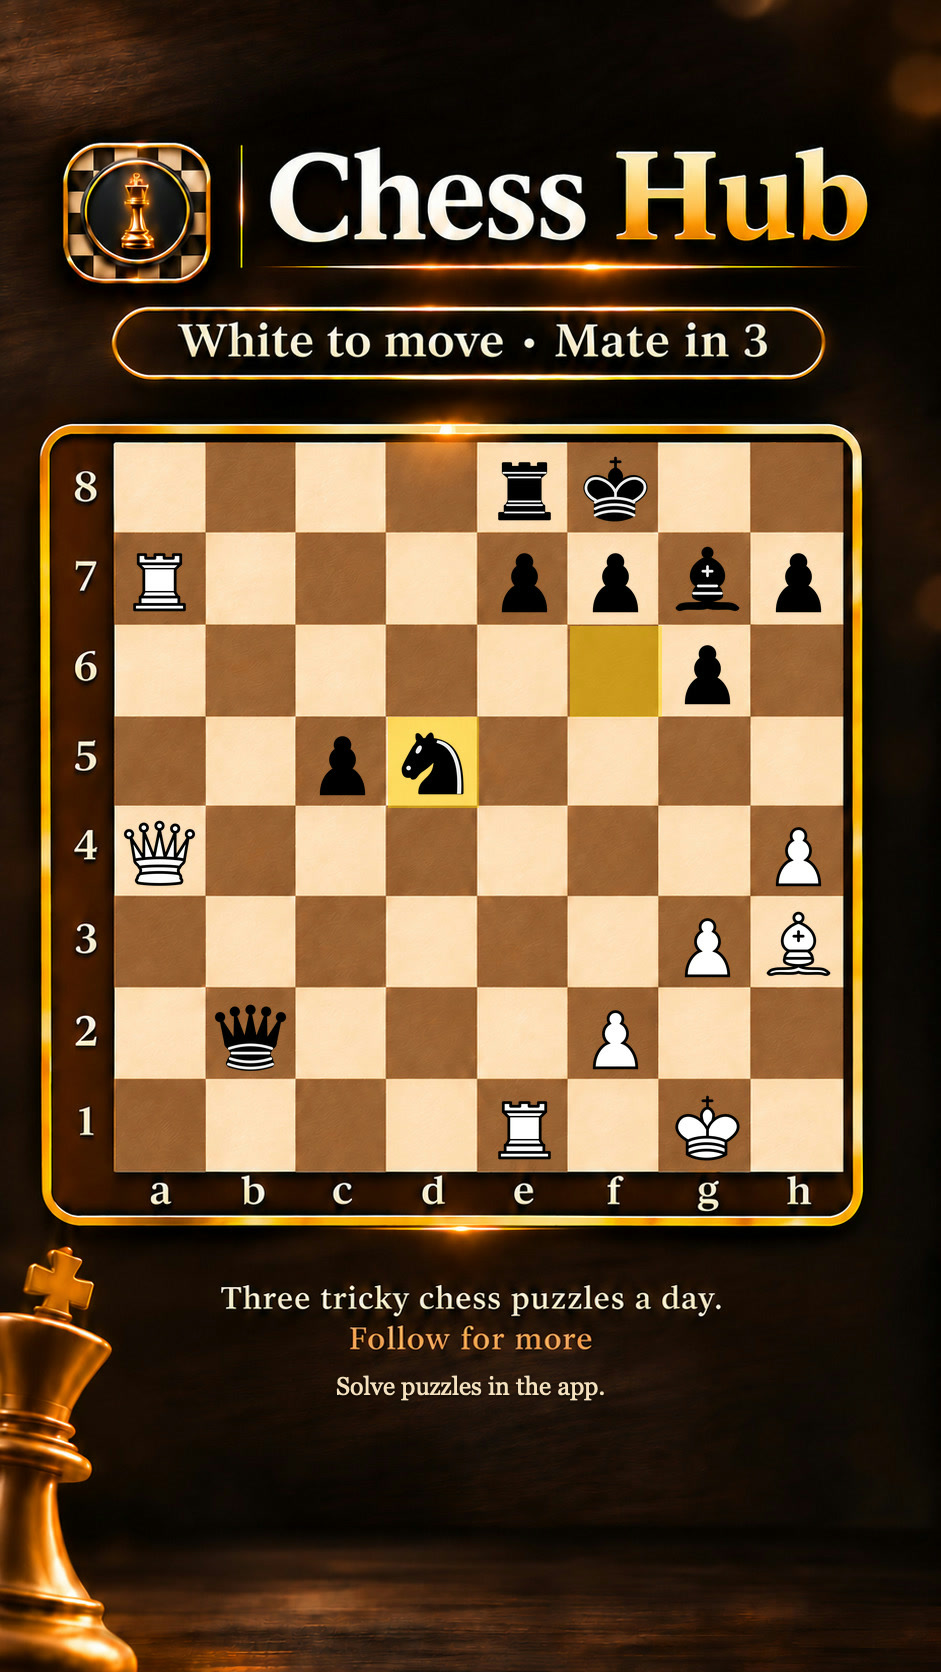 Chess Hub
White to move • Mate in 3
8
7
6
5
4
3
2
1
a b c d e f g h
Three tricky chess puzzles a day.
Follow for more
Solve puzzles in the app.